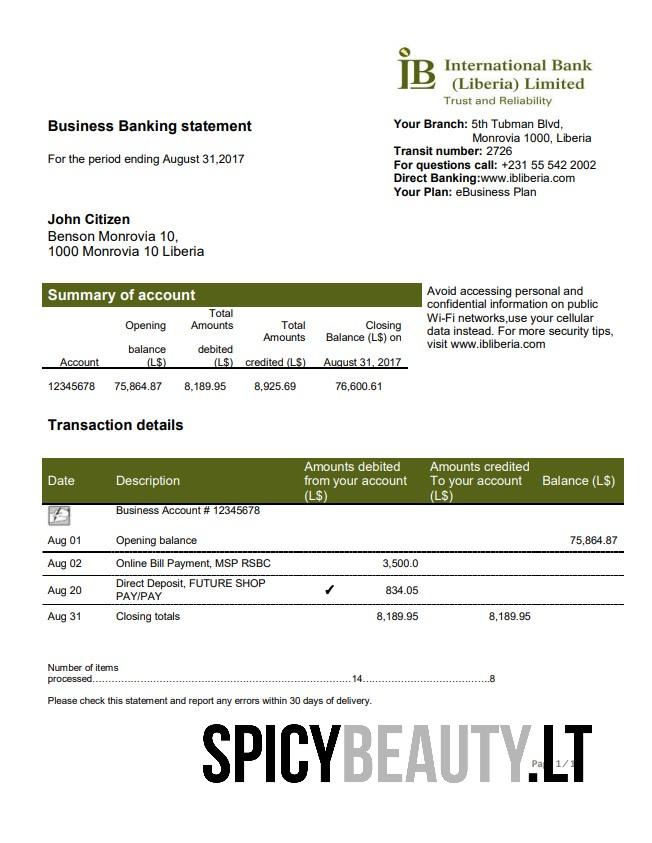 İB International Bank
(Liberia) Limited
Trust and Reliability
Business Banking statement
For the period ending August 31,2017
Your Branch: 5th Tubman Blvd,
Monrovia 1000, Liberia
Transit number: 2726
For questions call: +231 55 542 2002
Direct Banking:www.ibliberia.com
Your Plan: eBusiness Plan
John Citizen
Benson Monrovia 10,
1000 Monrovia 10 Liberia
Summary of account
Avoid accessing personal and
confidential information on public
Wi-Fi networks,use your cellular
data instead. For more security tips,
visit www.ibliberia.com
Total
Opening Amounts Total Closing
Amounts Balance (L$) on
balance debited
Account (L$) (L$) credited (L$) August 31, 2017
12345678 75,864.87 8,189.95 8,925.69 76,600.61
Transaction details
Amounts debited Amounts credited
Date Description from your account To your account Balance (L$)
(L$) (L$)
Business Account # 12345678
Aug 01 Opening balance 75,864.87
Aug 02 Online Bill Payment, MSP RSBC 3,500.0
Aug 20 Direct Deposit, FUTURE SHOP ✓ 834.05
PAY/PAY
Aug 31 Closing totals 8,189.95 8,189.95
Number of items
processed.......................................................................14...................................8
Please check this statement and report any errors within 30 days of delivery.
SPICYBEAUTY.LT
1 / 1